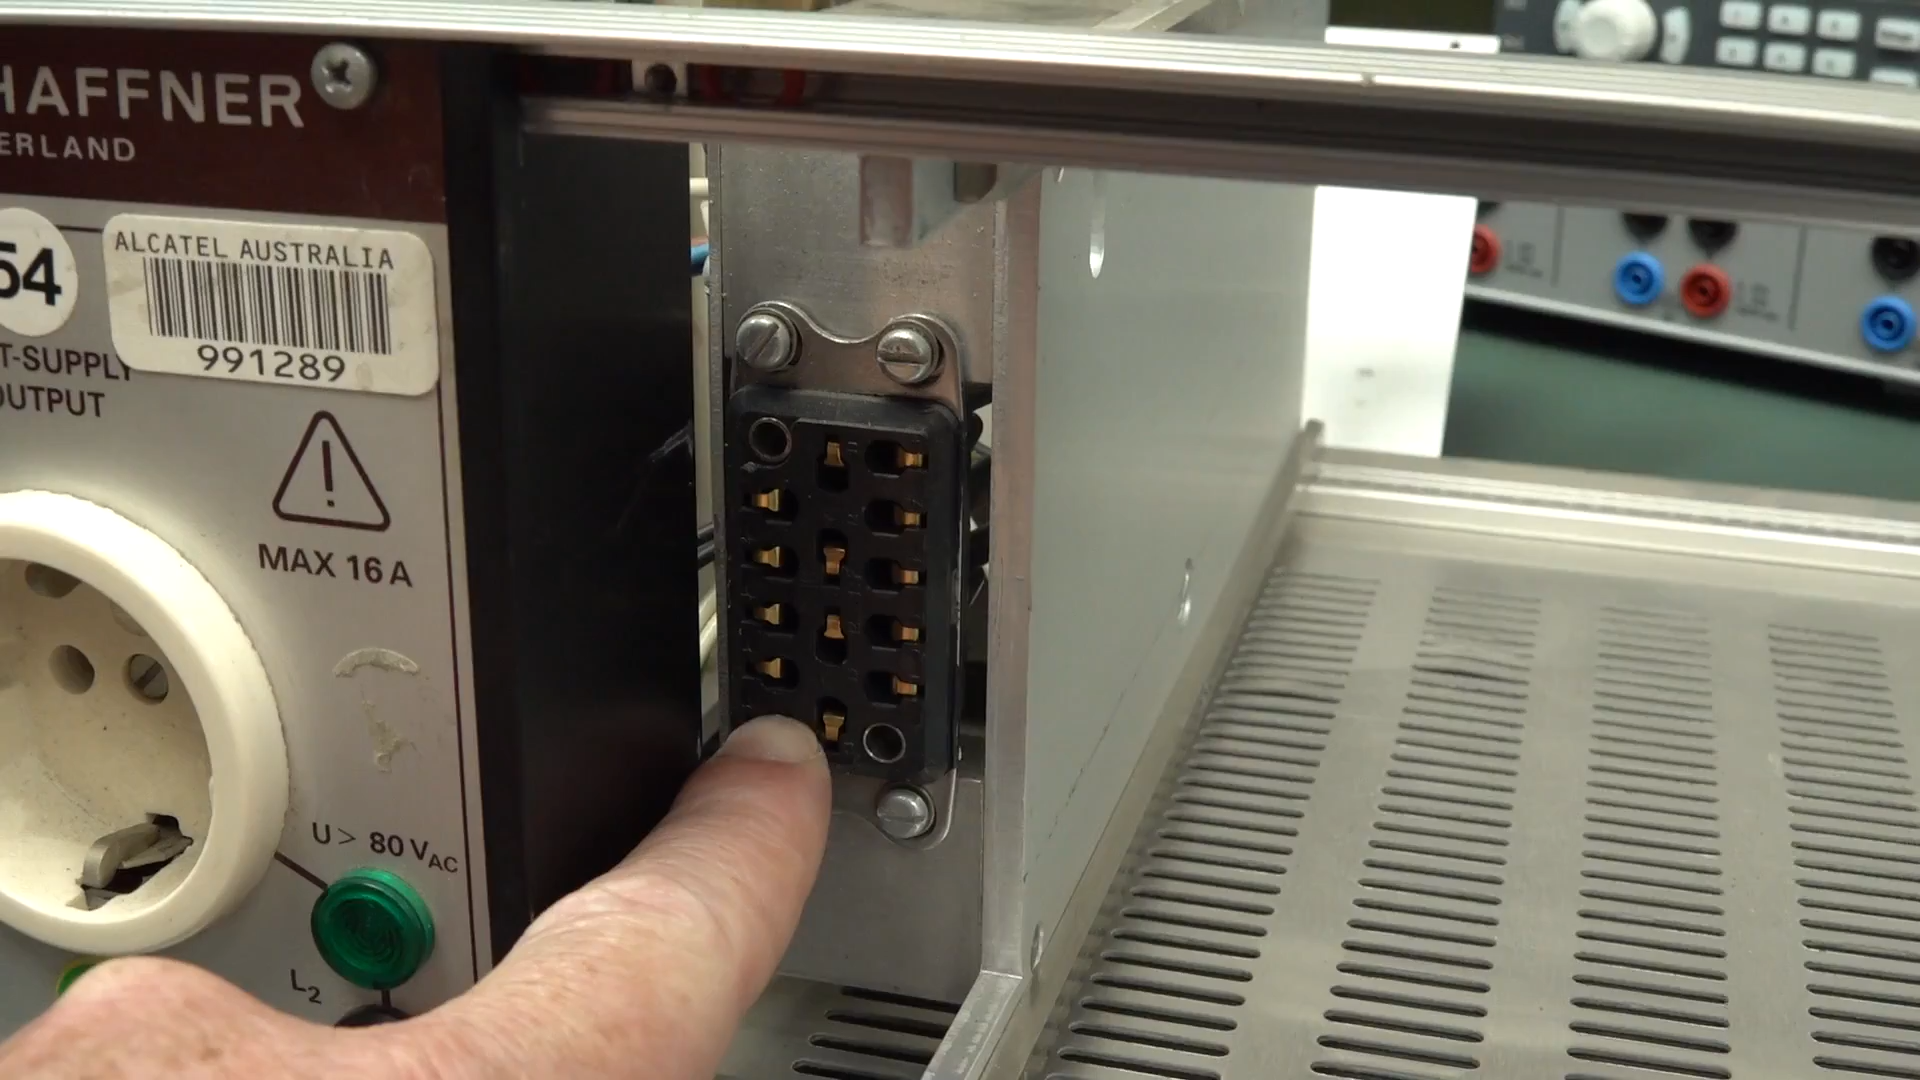 HAFFNER
ERLAND
54
ALCATEL AUSTRALIA
991289
T-SUPPLY
OUTPUT
!
MAX 16 A
U > 80 VAC
L2